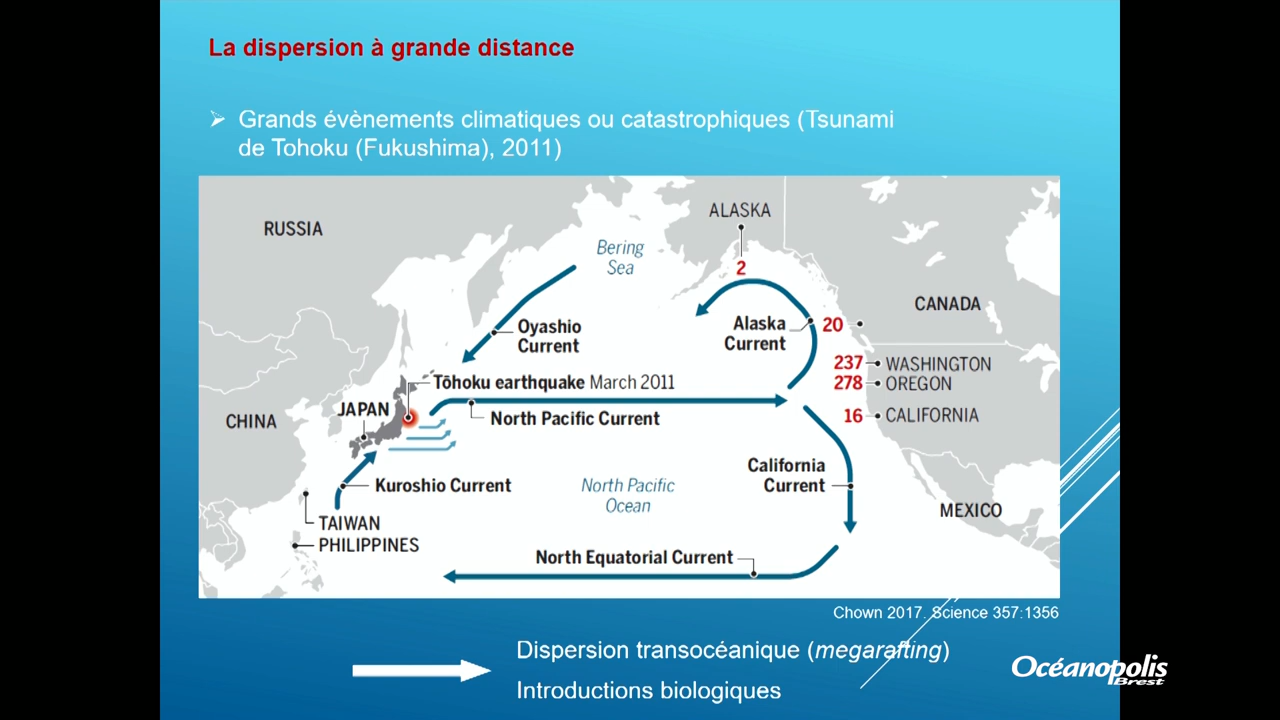 La dispersion à grande distance
➢ Grands évènements climatiques ou catastrophiques (Tsunami
de Tohoku (Fukushima), 2011)
ALASKA
RUSSIA
Bering
Sea
2
CANADA
Oyashio
Current
Alaska
Current
20
237 WASHINGTON
278 OREGON
16 CALIFORNIA
Tōhoku earthquake March 2011
JAPAN
CHINA
North Pacific Current
California
Current
Kuroshio Current
North Pacific
Ocean
MEXICO
TAIWAN
PHILIPPINES
North Equatorial Current
Chown 2017. Science 357:1356
Dispersion transocéanique (megarafting)
Introductions biologiques
Océanopolis
Brest